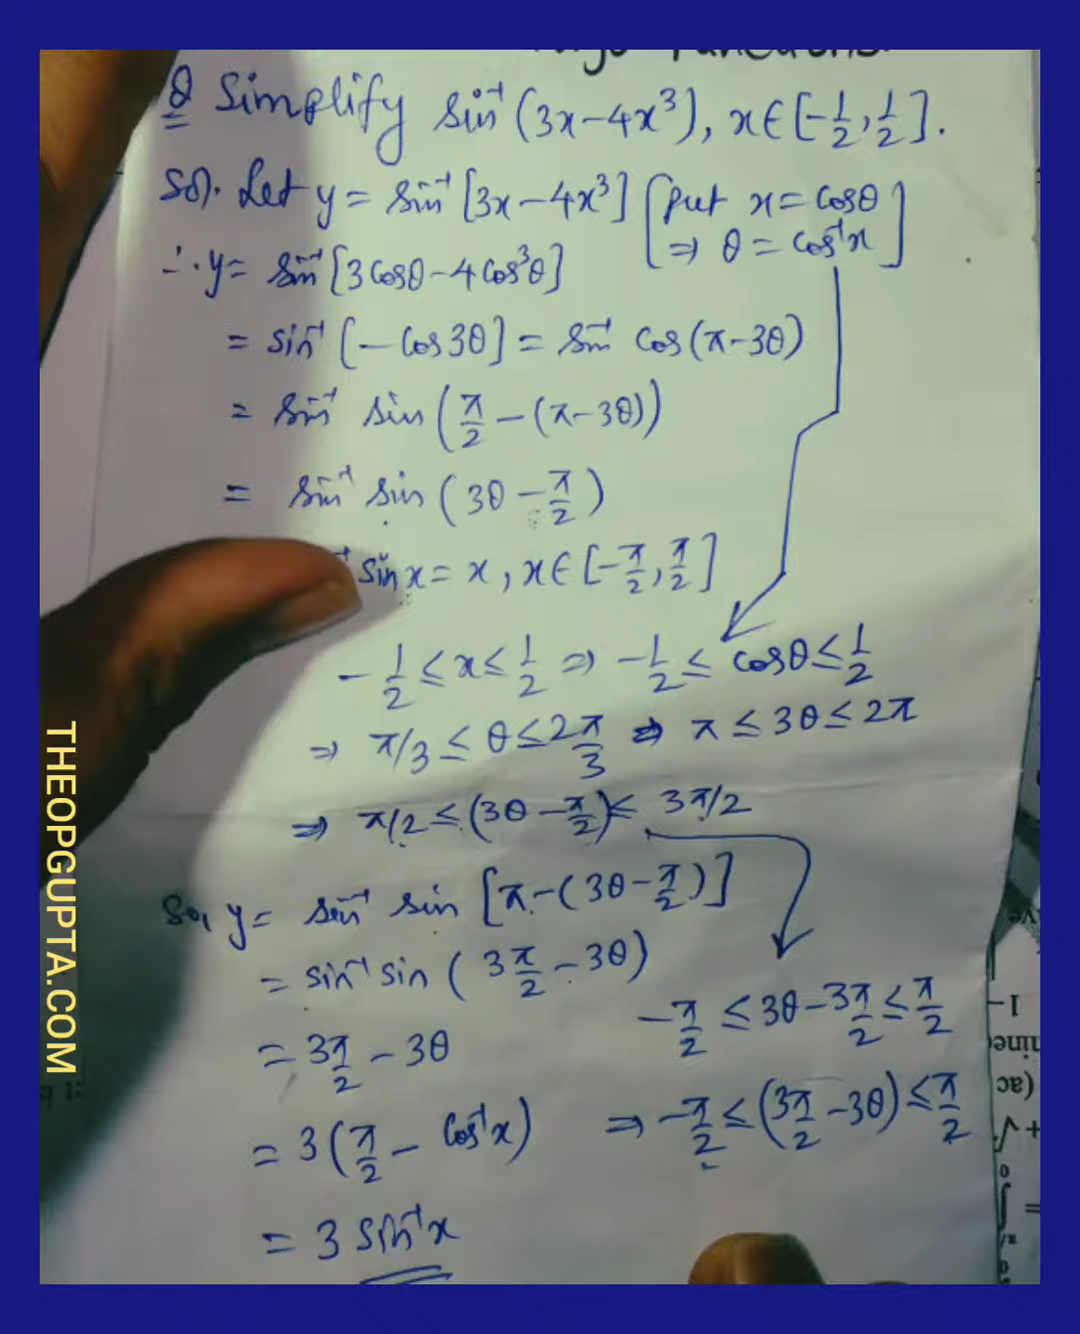 Q Simplify sin⁻¹(3x-4x³), x∈[-1/2, 1/2].
Sol. Let y = sin⁻¹[3x-4x³] [Put x = cosθ
⇒ θ = cos⁻¹x]
∴ y = sin⁻¹[3cosθ-4cos³θ]
= sin⁻¹[-cos3θ] = sin⁻¹ cos(π-3θ)
= sin⁻¹ sin(π/2-(π-3θ))
= sin⁻¹ sin(3θ-π/2)
⁻¹ sin x = x, x∈[-π/2, π/2]
-1/2 ≤ x ≤ 1/2 ⇒ -1/2 ≤ cosθ ≤ 1/2
⇒ π/3 ≤ θ ≤ 2π/3 ⇒ π ≤ 3θ ≤ 2π
⇒ π/2 ≤ (3θ-π/2) ≤ 3π/2
So, y = sin⁻¹ sin[π-(3θ-π/2)]
= sin⁻¹ sin(3π/2-3θ)
-π/2 ≤ 3θ-3π/2 ≤ π/2
= 3π/2-3θ
= 3(π/2-cos⁻¹x) ⇒ -π/2 ≤ (3π/2-3θ) ≤ π/2
= 3 sin⁻¹x
THEOPGUPTA.COM